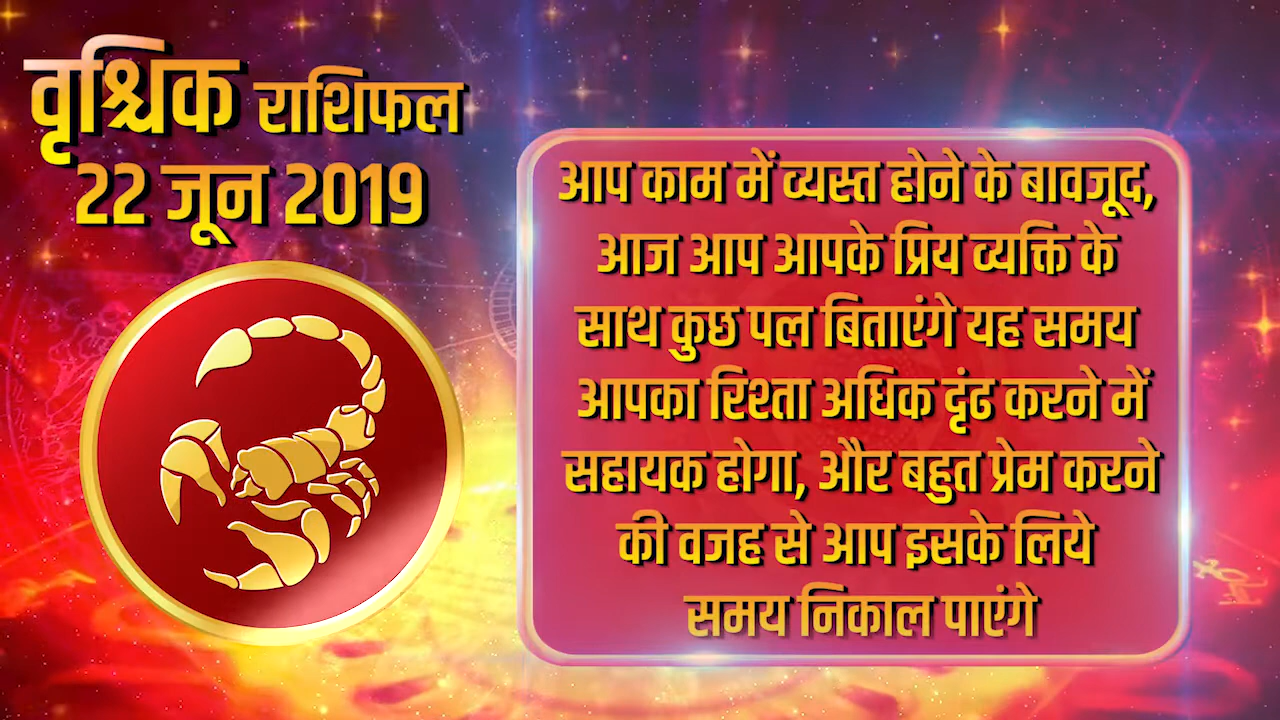 वृश्चिक राशिफल
22 जून 2019
आप काम में व्यस्त होने के बावजूद,
आज आप आपके प्रिय व्यक्ति के
साथ कुछ पल बिताएंगे यह समय
आपका रिश्ता अधिक दृंढ करने में
सहायक होगा, और बहुत प्रेम करने
की वजह से आप इसके लिये
समय निकाल पाएंगे